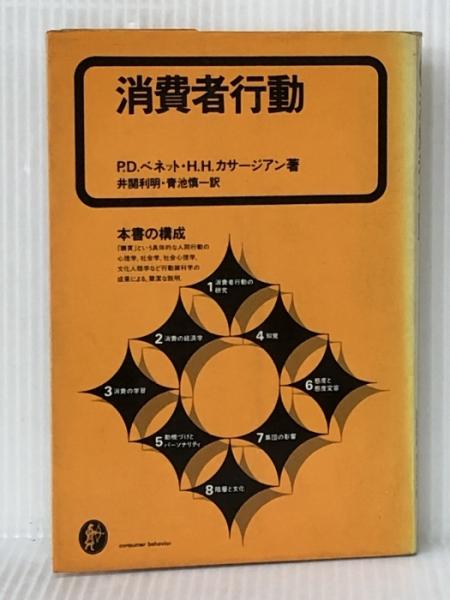 消費者行動
P.D.ベネット・H.H.カサージアン著
井関利明・青池慎一訳
本書の構成
「購買」という具体的な人間行動の
心理学, 社会学, 社会心理学,
文化人類学など行動諸科学の
成果による, 簡潔な説明.
1 消費者行動の
研究
2 消費の経済学
4 知覚
3 消費の学習
6 態度と
態度変容
5 動機づけと
パーソナリティ
7 集団の影響
8 階層と文化
consumer behavior